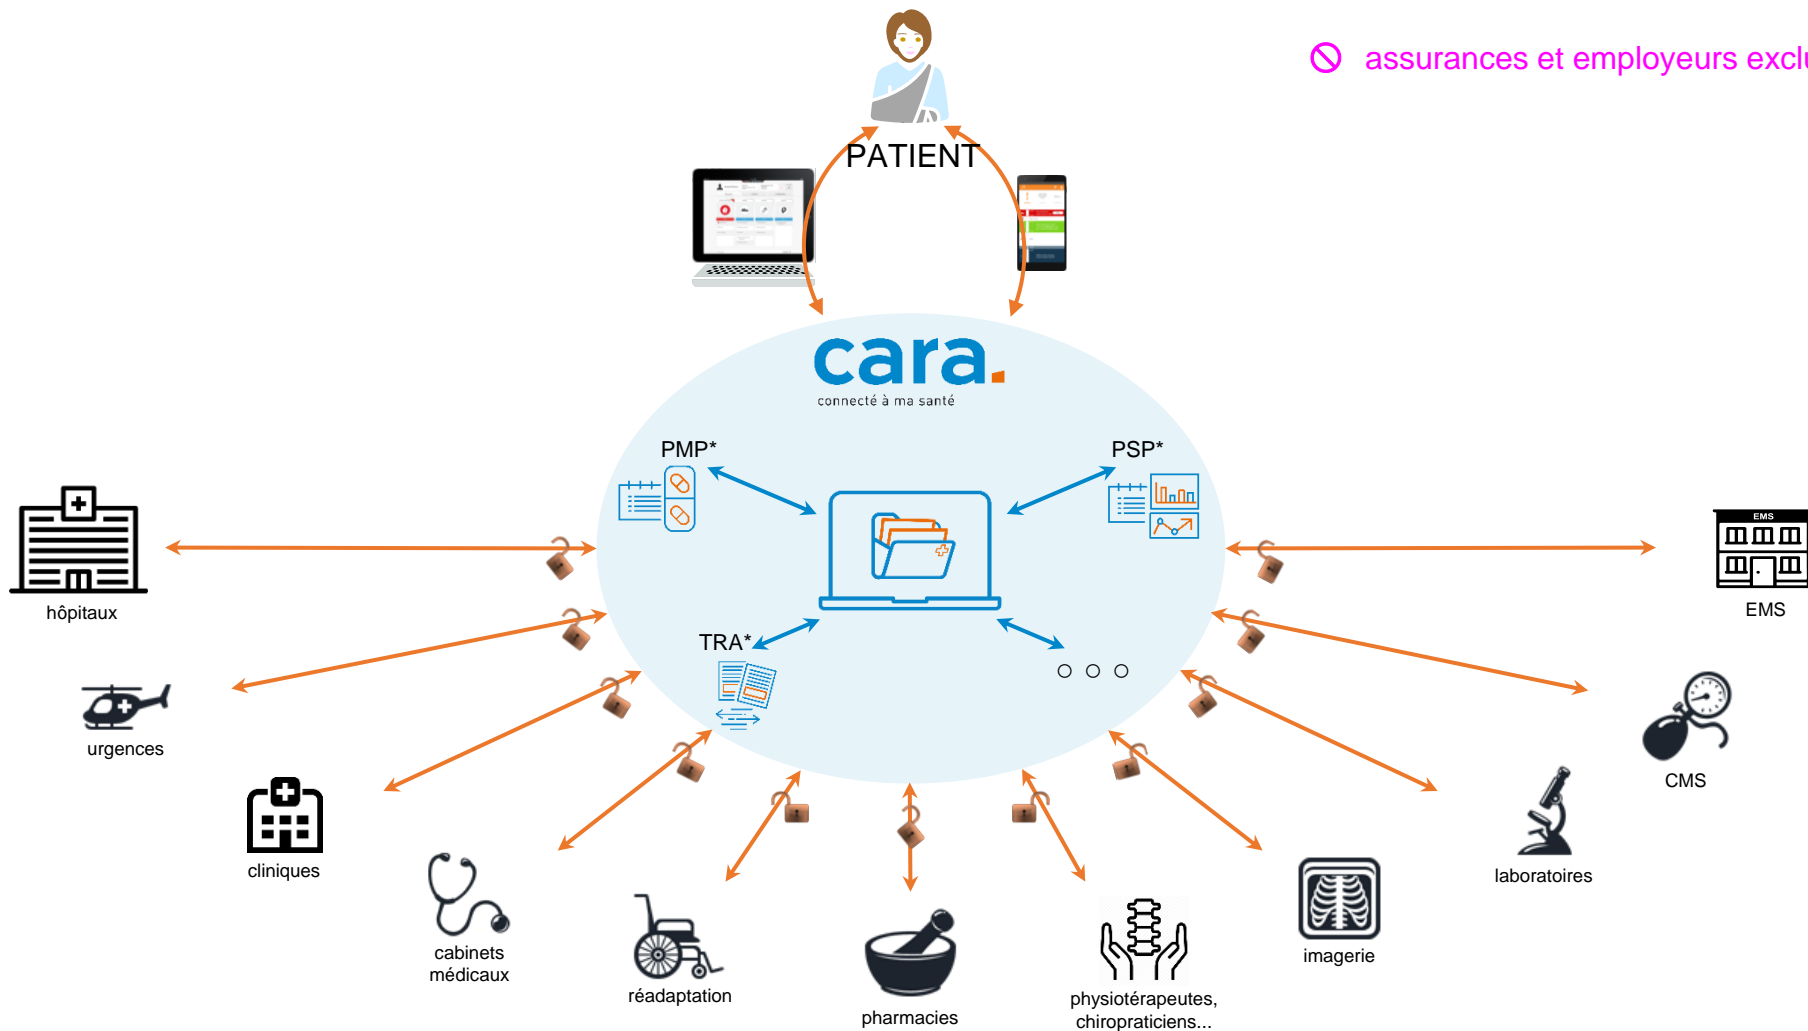 assurances et employeurs exclu
PATIENT
cara.
connecté à ma santé
PMP*
PSP*
EMS
hôpitaux
EMS
TRA*
urgences
CMS
cliniques
laboratoires
cabinets
médicaux
imagerie
réadaptation
physiotérapeutes,
chiropraticiens...
pharmacies